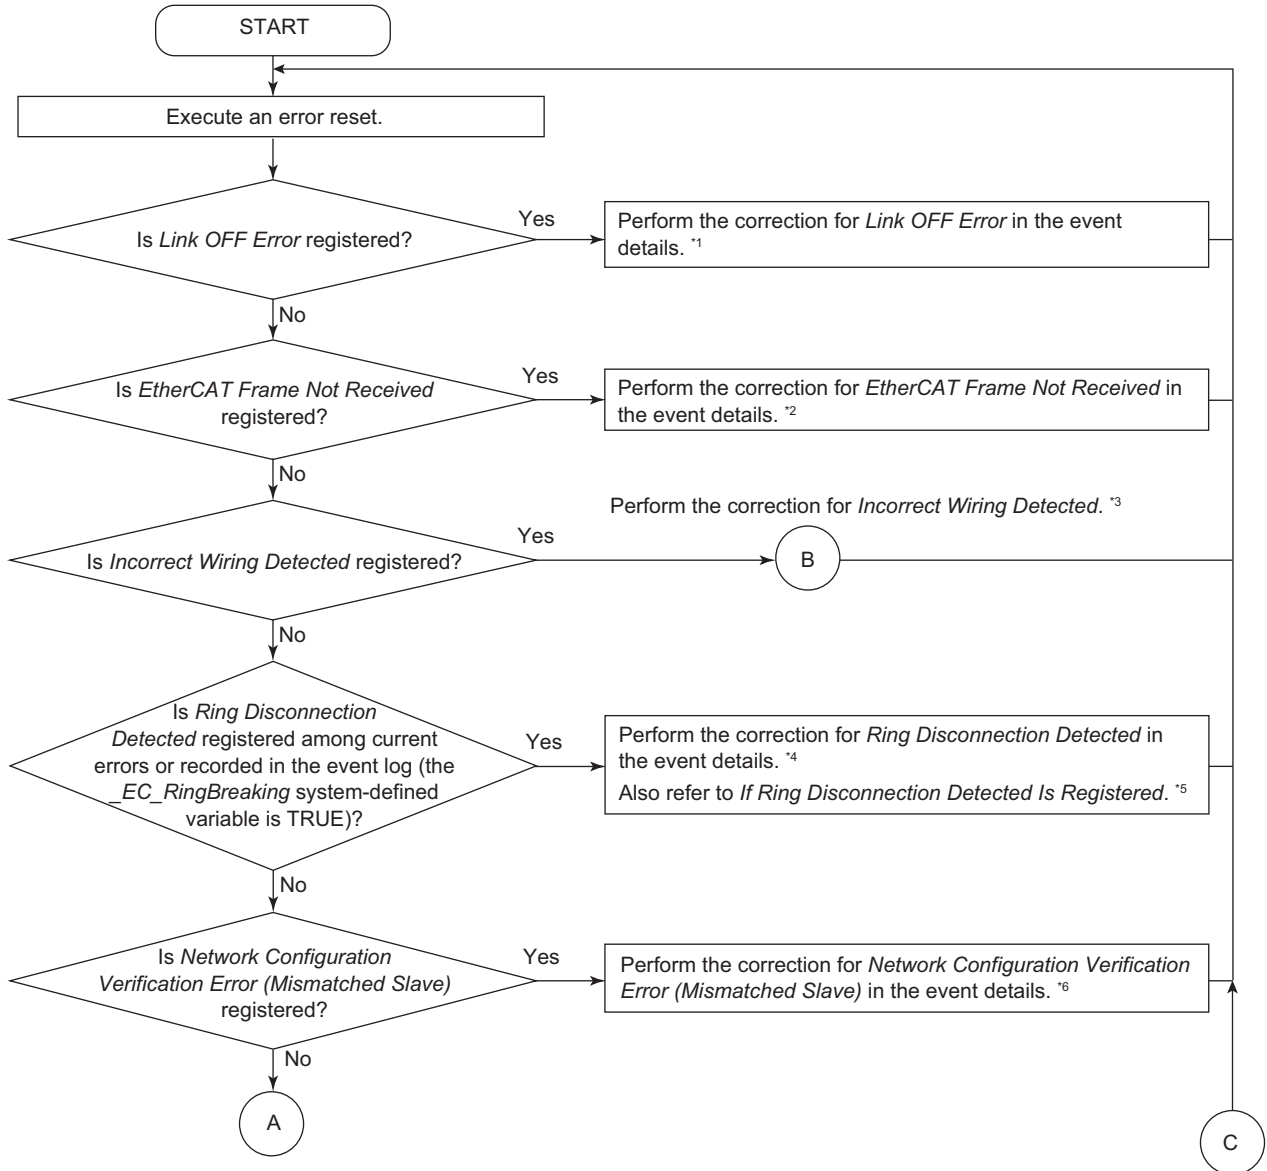 START
Execute an error reset.
Is Link OFF Error registered?
Yes
Perform the correction for Link OFF Error in the event
details. *1
No
Is EtherCAT Frame Not Received
registered?
Yes
Perform the correction for EtherCAT Frame Not Received in
the event details. *2
No
Perform the correction for Incorrect Wiring Detected. *3
Is Incorrect Wiring Detected registered?
Yes
B
No
Is Ring Disconnection
Detected registered among current
errors or recorded in the event log (the
_EC_RingBreaking system-defined
variable is TRUE)?
Yes
Perform the correction for Ring Disconnection Detected in
the event details. *4
Also refer to If Ring Disconnection Detected Is Registered. *5
No
Is Network Configuration
Verification Error (Mismatched Slave)
registered?
Yes
Perform the correction for Network Configuration Verification
Error (Mismatched Slave) in the event details. *6
No
A
C